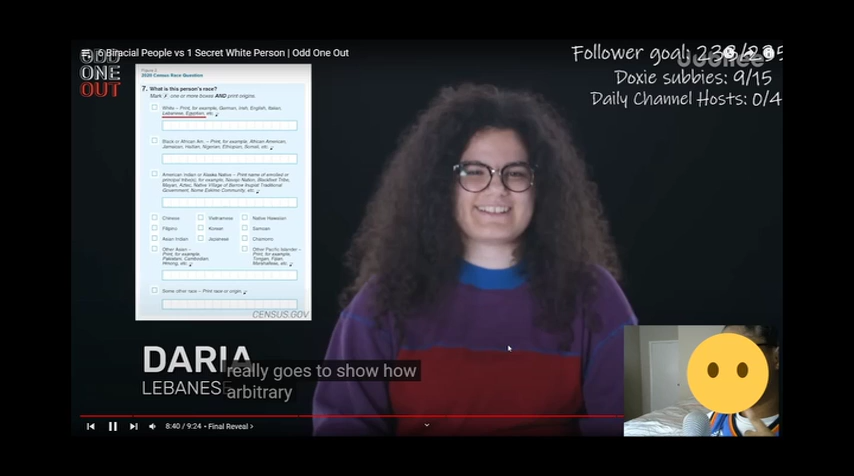 6 Biracial People vs 1 Secret White Person | Odd One Out
ODD
ONE
OUT
Follower goal:
Doxie subbies: 9/15
Daily Channel Hosts: 0/4
2020 Census Race Question
7. What is this person's race?
Mark one or more boxes AND print origins.
White – Print, for example, German, Irish, English, Italian,
Lebanese, Egyptian, etc.
Black or African Am. – Print, for example, African American,
Jamaican, Haitian, Nigerian, Ethiopian, Somali, etc.
American Indian or Alaska Native – Print name of enrolled or
principal tribe(s), for example, Navajo Nation, Blackfeet Tribe,
Mayan, Aztec, Native Village of Barrow Inupiat Traditional
Government, Nome Eskimo Community, etc.
Chinese Vietnamese Native Hawaiian
Filipino Korean Samoan
Asian Indian Japanese Chamorro
Other Asian – Other Pacific Islander –
Print, for example, Print, for example,
Pakistani, Cambodian, Tongan, Fijian,
Hmong, etc. Marshallese, etc.
Some other race – Print race or origin.
CENSUS.GOV
DARIA
LEBANESE
really goes to show how
arbitrary
8:40 / 9:24 • Final Reveal >